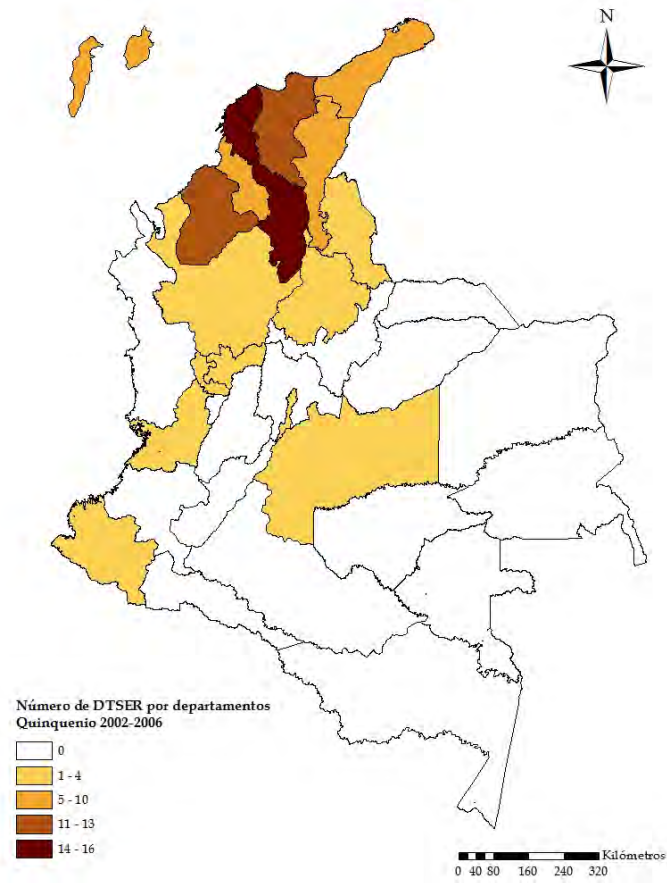 N
Número de DTSER por departamentos
Quinquenio 2002-2006
0
1 - 4
5 - 10
11 - 13
14 - 16
Kilómetros
0 40 80 160 240 320